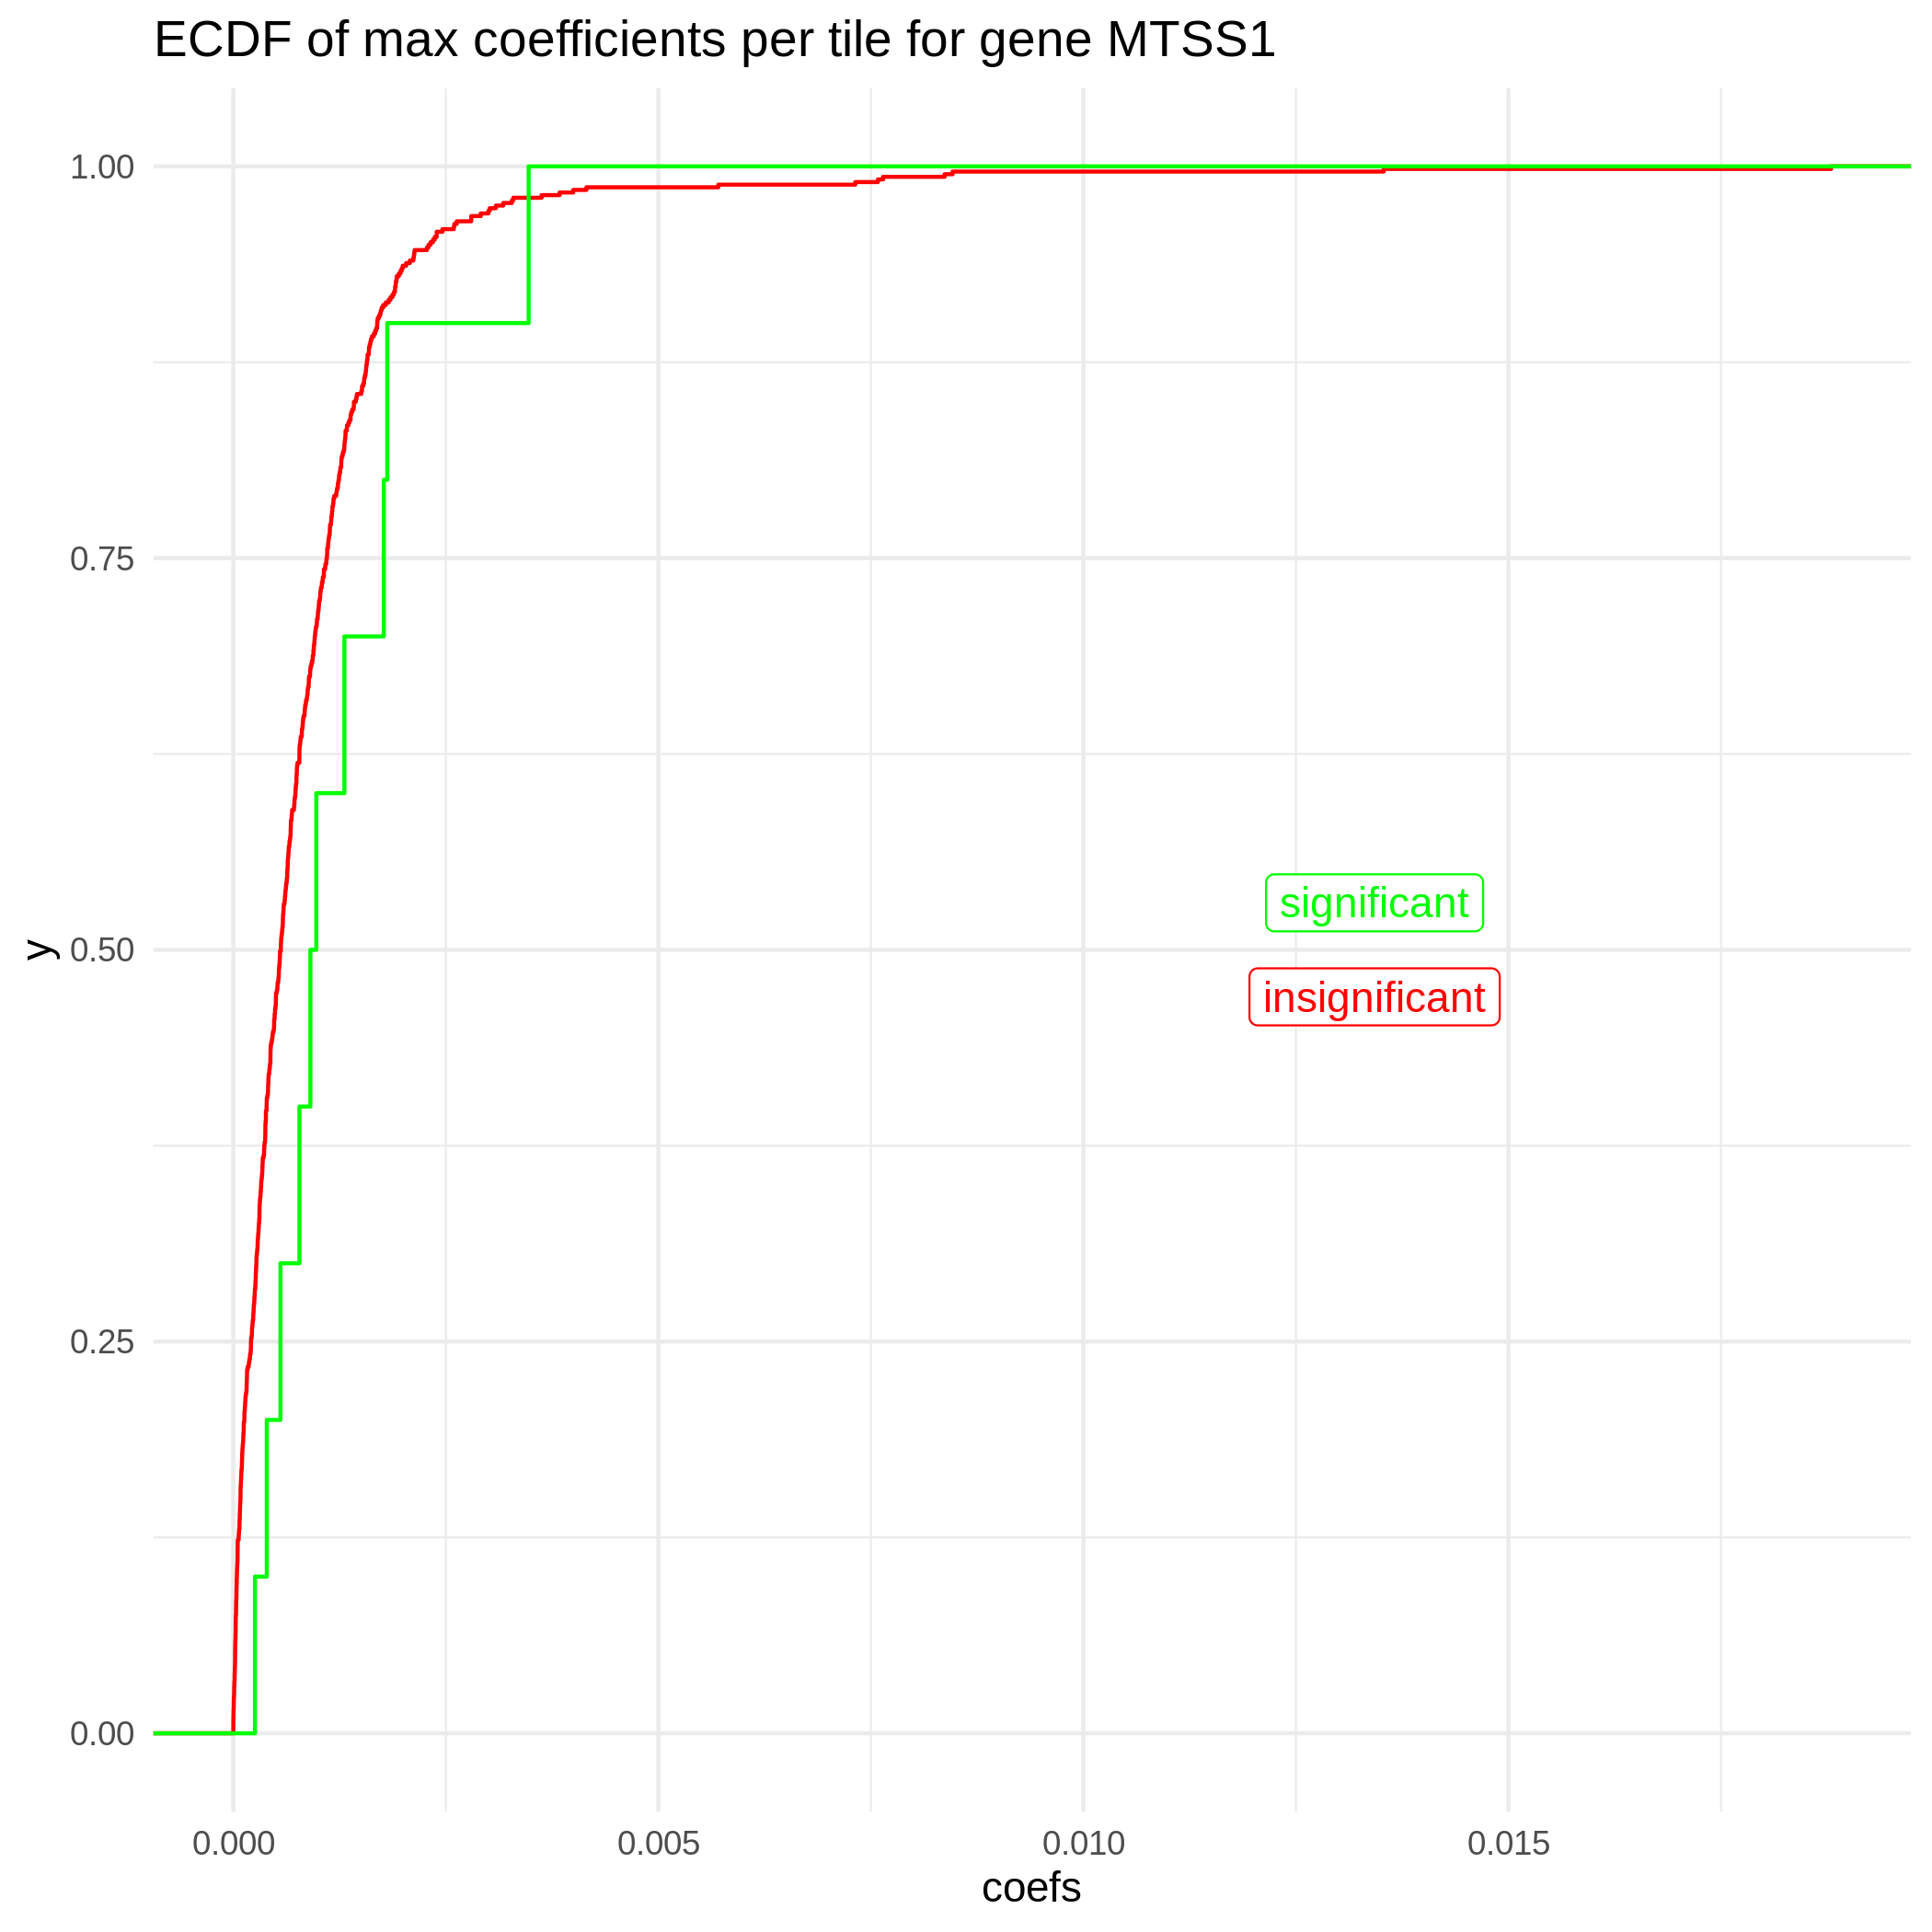 ECDF of max coefficients per tile for gene MTSS1
1.00
0.75
0.50
0.25
0.00
y
significant
insignificant
0.000 0.005 0.010 0.015
coefs